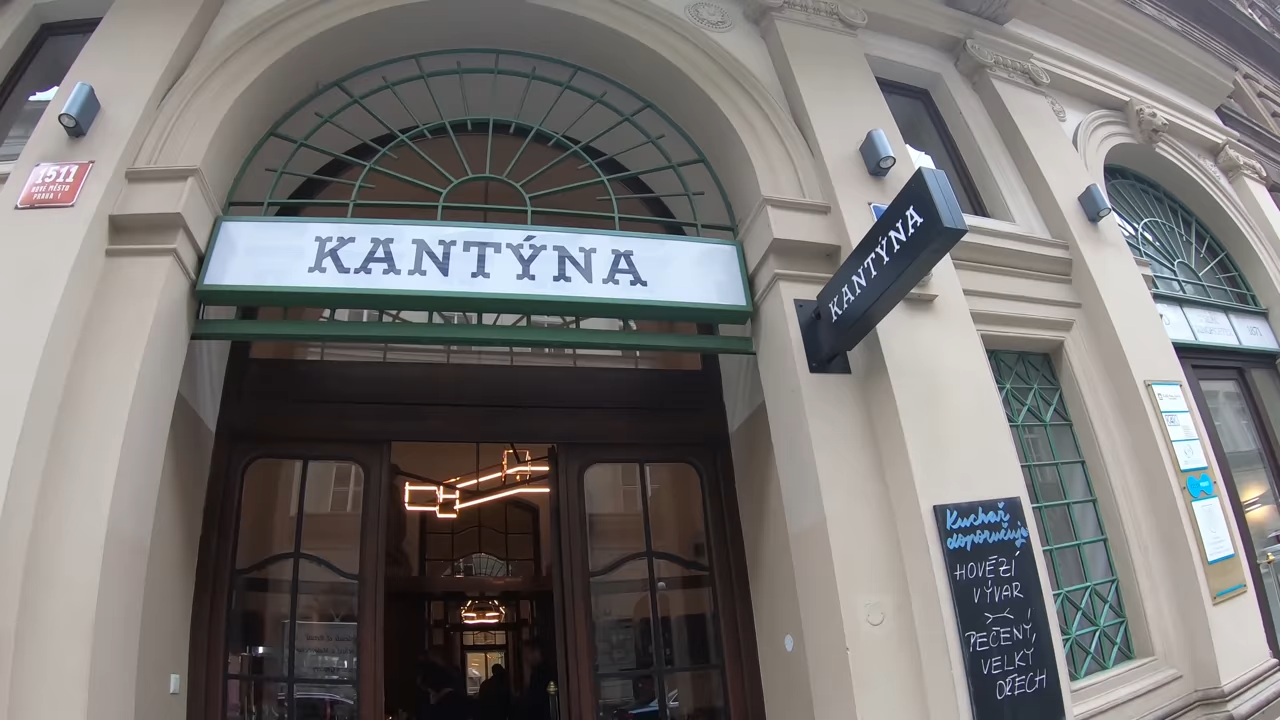 1511
NOVÉ MĚSTO
PRAHA 1
KANTÝNA
KANTÝNA
Kuchař
doporučuje
HOVĚZÍ
VÝVAR
PEČENÝ,
VELKÝ
OŘECH